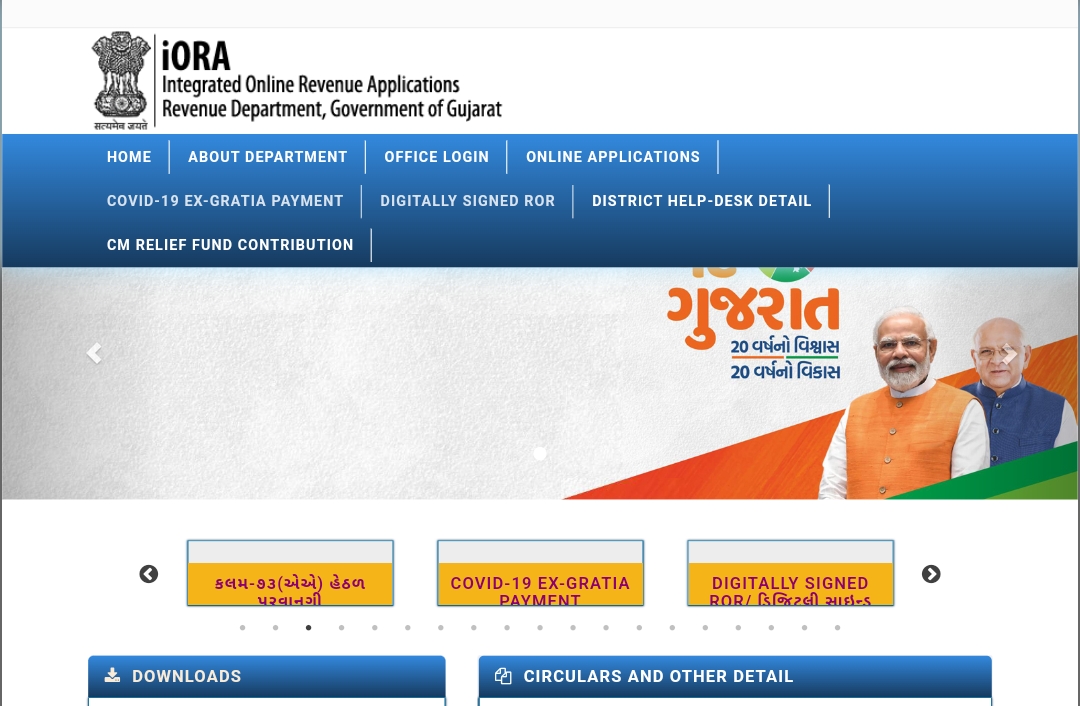 सत्यमेव जयते
iORA
Integrated Online Revenue Applications
Revenue Department, Government of Gujarat
HOME
ABOUT DEPARTMENT
OFFICE LOGIN
ONLINE APPLICATIONS
COVID-19 EX-GRATIA PAYMENT
DIGITALLY SIGNED ROR
DISTRICT HELP-DESK DETAIL
CM RELIEF FUND CONTRIBUTION
ગુજરાત
20 વર્ષનો વિશ્વાસ
20 વર્ષનો વિકાસ
કલમ-૭૩(એએ) હેઠળ
પરવાનગી
COVID-19 EX-GRATIA
PAYMENT
DIGITALLY SIGNED
ROR/ ડિજિટલી સાઇન્ડ
DOWNLOADS
CIRCULARS AND OTHER DETAIL